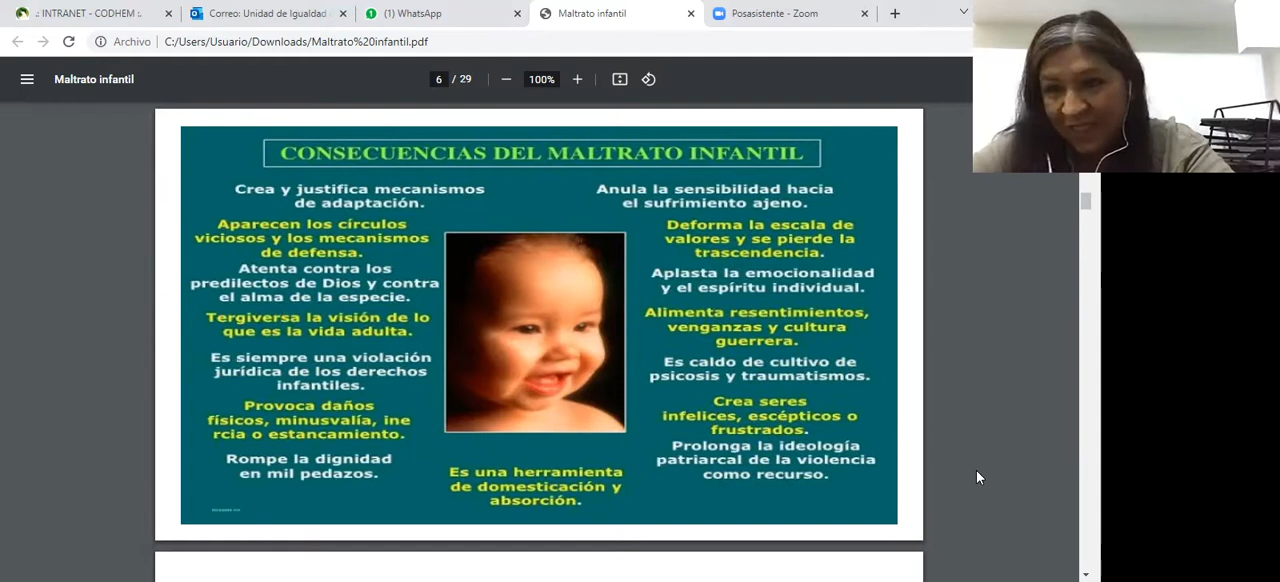 .: INTRANET - CODHEM :.
Correo: Unidad de Igualdad
(1) WhatsApp
Maltrato infantil
Posasistente - Zoom
Archivo
C:/Users/Usuario/Downloads/Maltrato%20infantil.pdf
Maltrato infantil
6 / 29
100%
CONSECUENCIAS DEL MALTRATO INFANTIL
Crea y justifica mecanismos
de adaptación.
Aparecen los círculos
viciosos y los mecanismos
de defensa.
Atenta contra los
predilectos de Dios y contra
el alma de la especie.
Tergiversa la visión de lo
que es la vida adulta.
Es siempre una violación
jurídica de los derechos
infantiles.
Provoca daños
físicos, minusvalía, ine
rcia o estancamiento.
Rompe la dignidad
en mil pedazos.
Es una herramienta
de domesticación y
absorción.
Anula la sensibilidad hacia
el sufrimiento ajeno.
Deforma la escala de
valores y se pierde la
trascendencia.
Aplasta la emocionalidad
y el espíritu individual.
Alimenta resentimientos,
venganzas y cultura
guerrera.
Es caldo de cultivo de
psicosis y traumatismos.
Crea seres
infelices, escépticos o
frustrados.
Prolonga la ideología
patriarcal de la violencia
como recurso.